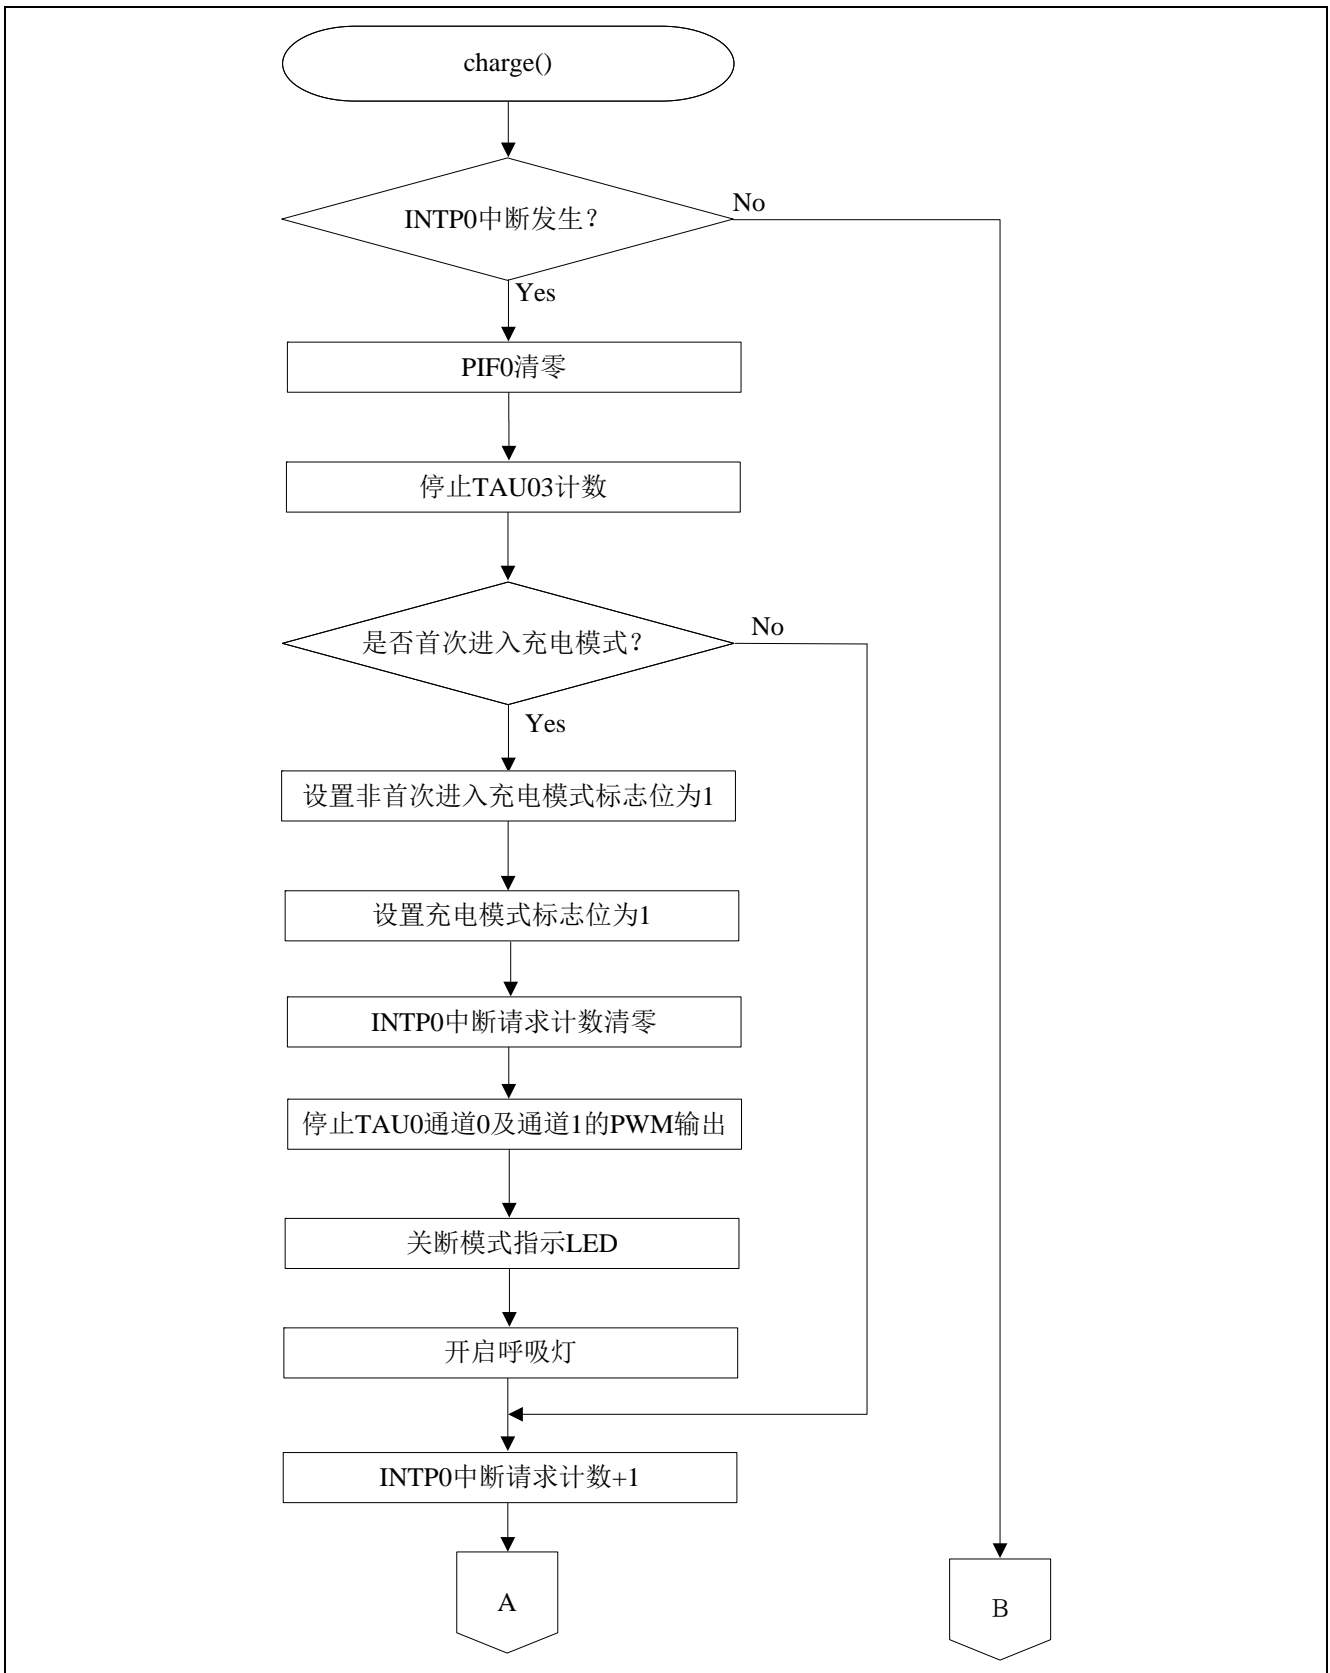 charge()
INTP0中断发生？
No
Yes
PIF0清零
停止TAU03计数
是否首次进入充电模式？
No
Yes
设置非首次进入充电模式标志位为1
设置充电模式标志位为1
INTP0中断请求计数清零
停止TAU0通道0及通道1的PWM输出
关断模式指示LED
开启呼吸灯
INTP0中断请求计数+1
A
B